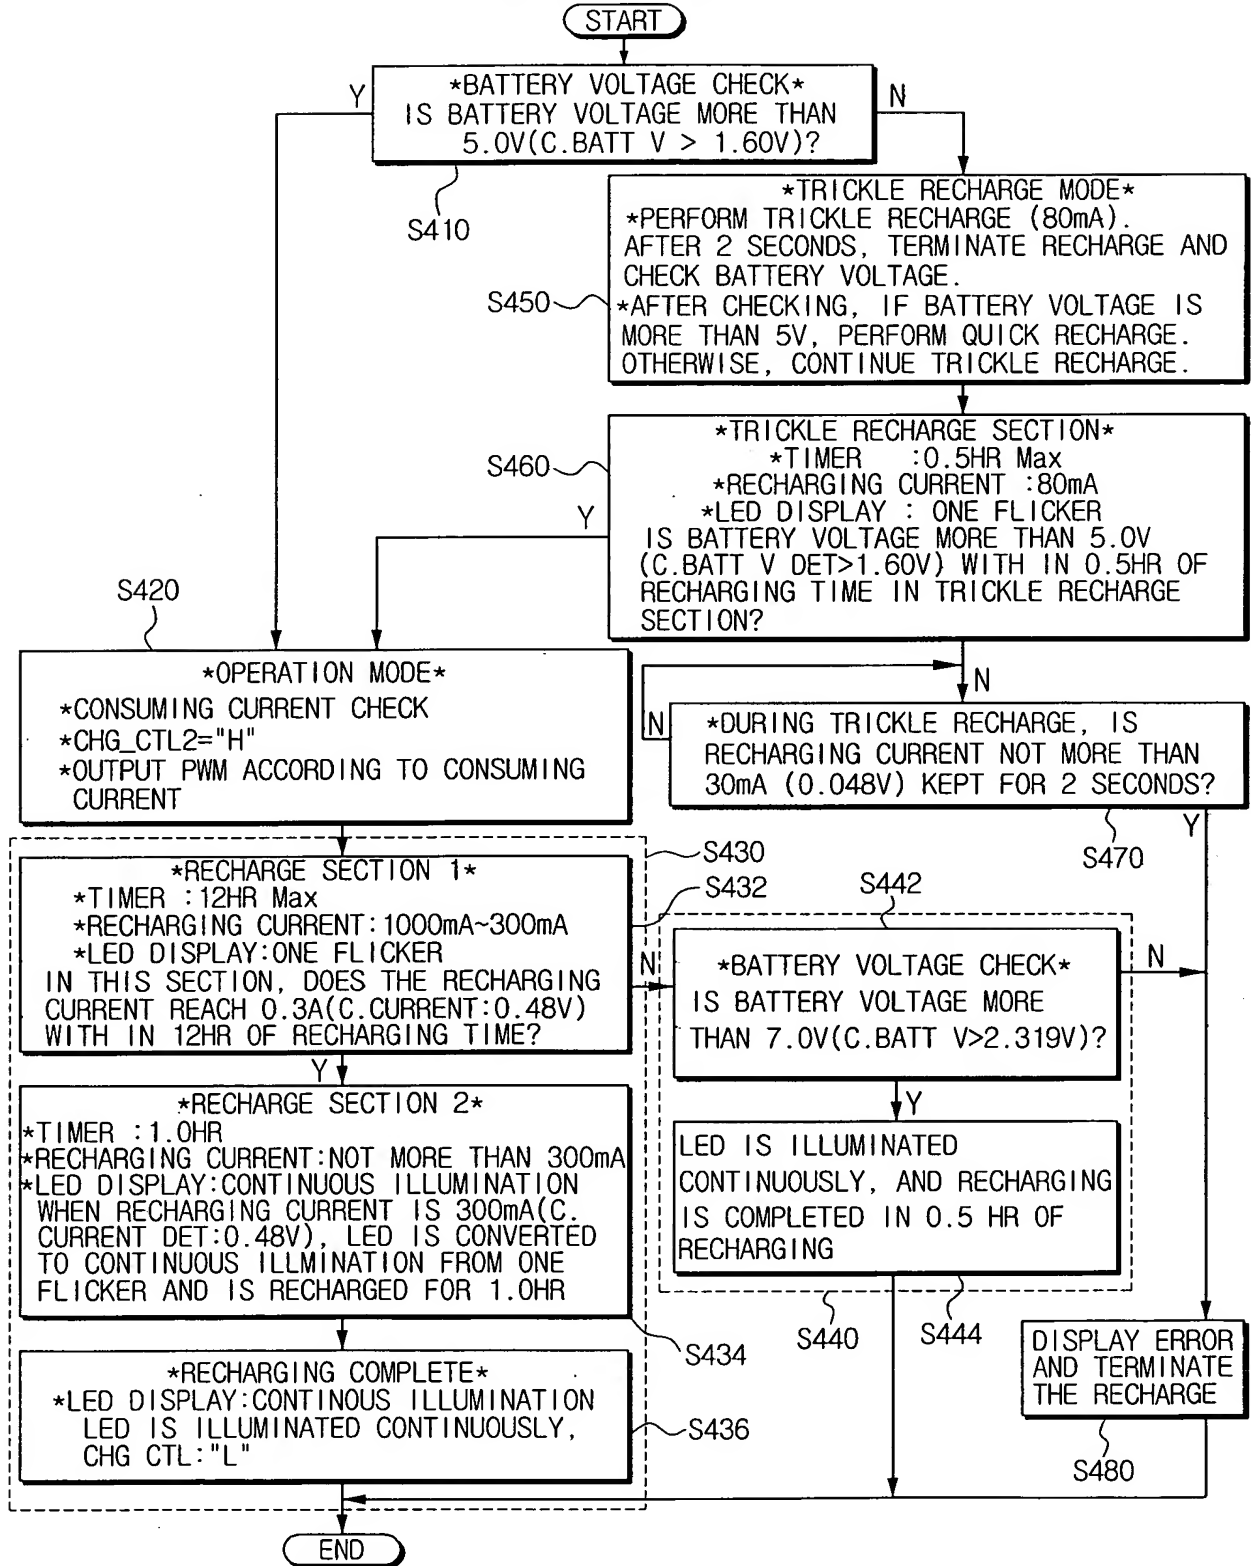 START
Y
*BATTERY VOLTAGE CHECK*
IS BATTERY VOLTAGE MORE THAN
5.0V(C.BATT V > 1.60V)?
N
S410
*TRICKLE RECHARGE MODE*
*PERFORM TRICKLE RECHARGE (80mA).
AFTER 2 SECONDS, TERMINATE RECHARGE AND
CHECK BATTERY VOLTAGE.
*AFTER CHECKING, IF BATTERY VOLTAGE IS
MORE THAN 5V, PERFORM QUICK RECHARGE.
OTHERWISE, CONTINUE TRICKLE RECHARGE.
S450
*TRICKLE RECHARGE SECTION*
*TIMER :0.5HR Max
*RECHARGING CURRENT :80mA
*LED DISPLAY : ONE FLICKER
IS BATTERY VOLTAGE MORE THAN 5.0V
(C.BATT V DET>1.60V) WITH IN 0.5HR OF
RECHARGING TIME IN TRICKLE RECHARGE
SECTION?
S460
Y
S420
*OPERATION MODE*
*CONSUMING CURRENT CHECK
*CHG_CTL2="H"
*OUTPUT PWM ACCORDING TO CONSUMING
CURRENT
N
N
*DURING TRICKLE RECHARGE, IS
RECHARGING CURRENT NOT MORE THAN
30mA (0.048V) KEPT FOR 2 SECONDS?
Y
S470
S430
*RECHARGE SECTION 1*
*TIMER :12HR Max
*RECHARGING CURRENT:1000mA~300mA
*LED DISPLAY:ONE FLICKER
IN THIS SECTION, DOES THE RECHARGING
CURRENT REACH 0.3A(C.CURRENT:0.48V)
WITH IN 12HR OF RECHARGING TIME?
S432
N
S442
*BATTERY VOLTAGE CHECK*
IS BATTERY VOLTAGE MORE
THAN 7.0V(C.BATT V>2.319V)?
N
Y
Y
*RECHARGE SECTION 2*
*TIMER :1.0HR
*RECHARGING CURRENT:NOT MORE THAN 300mA
*LED DISPLAY:CONTINUOUS ILLUMINATION
WHEN RECHARGING CURRENT IS 300mA(C.
CURRENT DET:0.48V), LED IS CONVERTED
TO CONTINUOUS ILLMINATION FROM ONE
FLICKER AND IS RECHARGED FOR 1.0HR
S434
LED IS ILLUMINATED
CONTINUOUSLY, AND RECHARGING
IS COMPLETED IN 0.5 HR OF
RECHARGING
S440
S444
*RECHARGING COMPLETE*
*LED DISPLAY:CONTINOUS ILLUMINATION
LED IS ILLUMINATED CONTINUOUSLY,
CHG CTL:"L"
S436
DISPLAY ERROR
AND TERMINATE
THE RECHARGE
S480
END